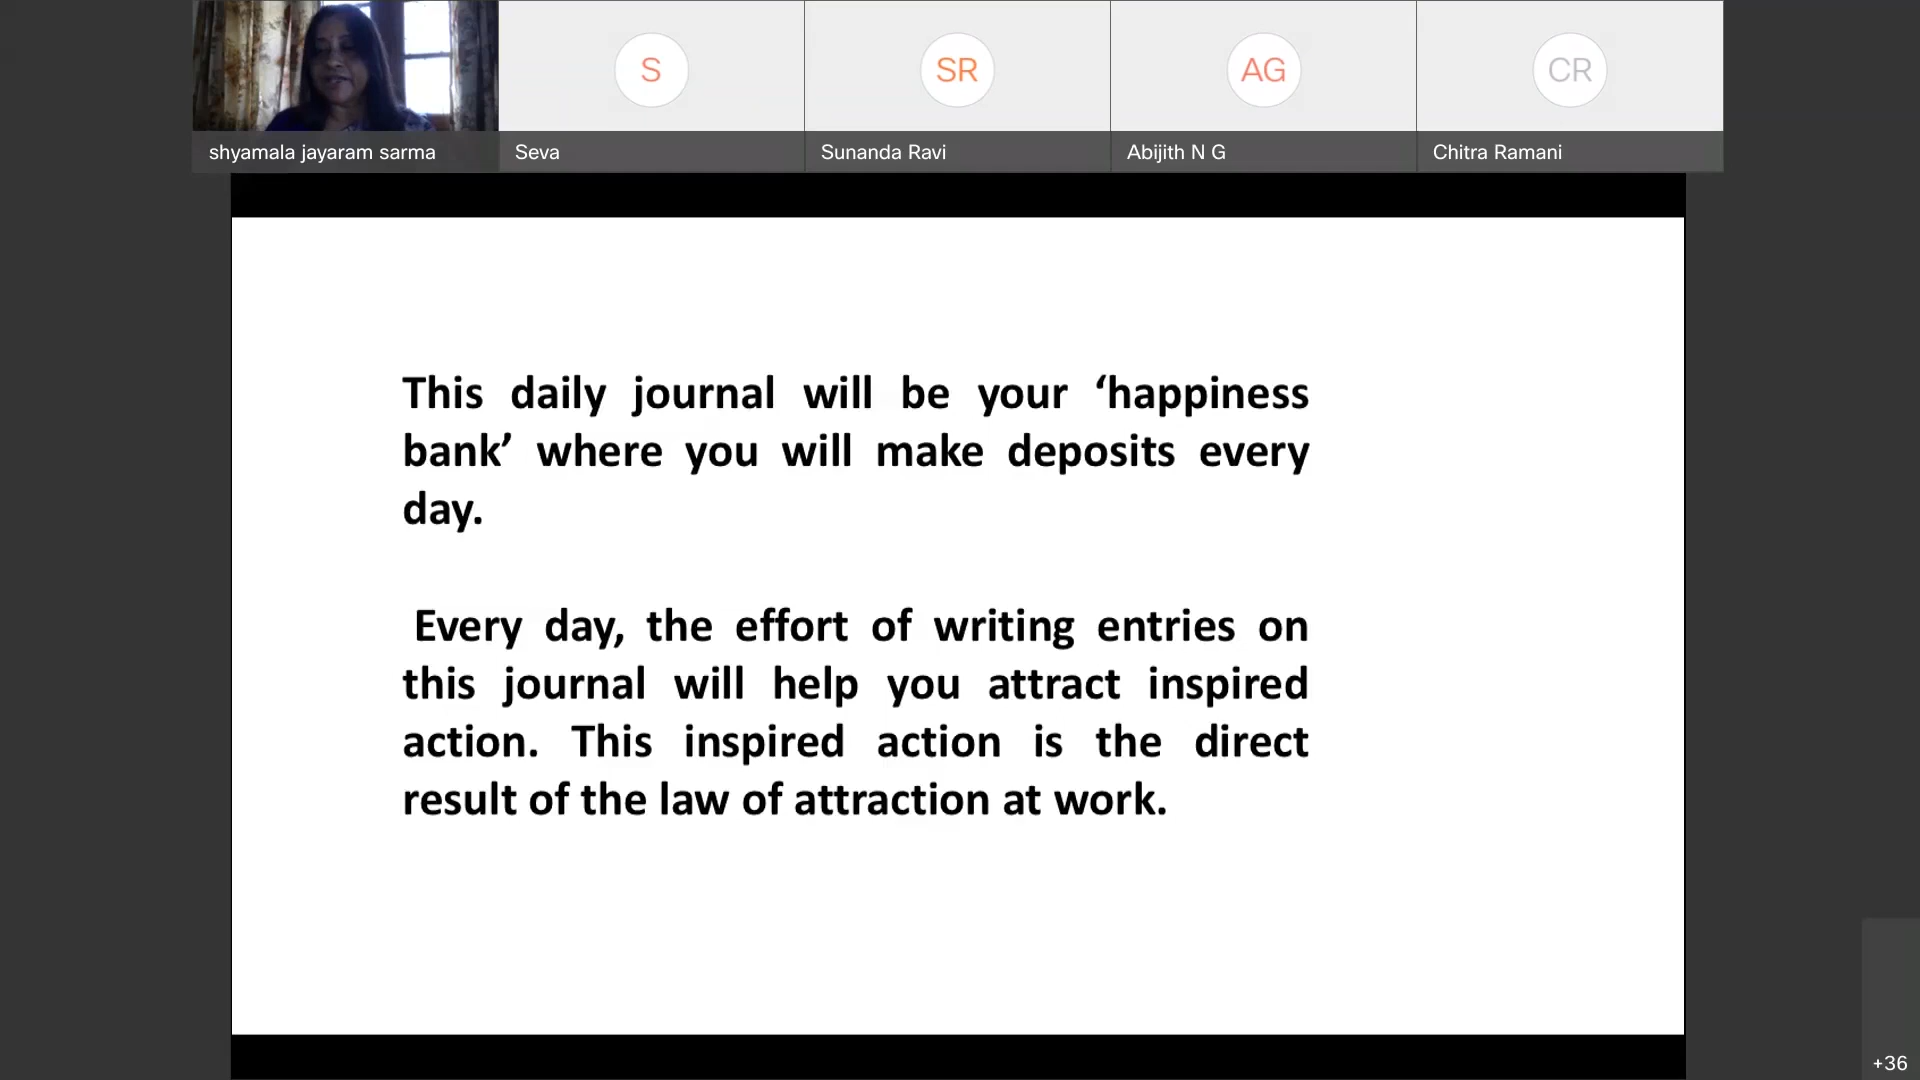 S
SR
AG
CR
shyamala jayaram sarma
Seva
Sunanda Ravi
Abijith N G
Chitra Ramani
This daily journal will be your ‘happiness
bank’ where you will make deposits every
day.
Every day, the effort of writing entries on
this journal will help you attract inspired
action. This inspired action is the direct
result of the law of attraction at work.
+36